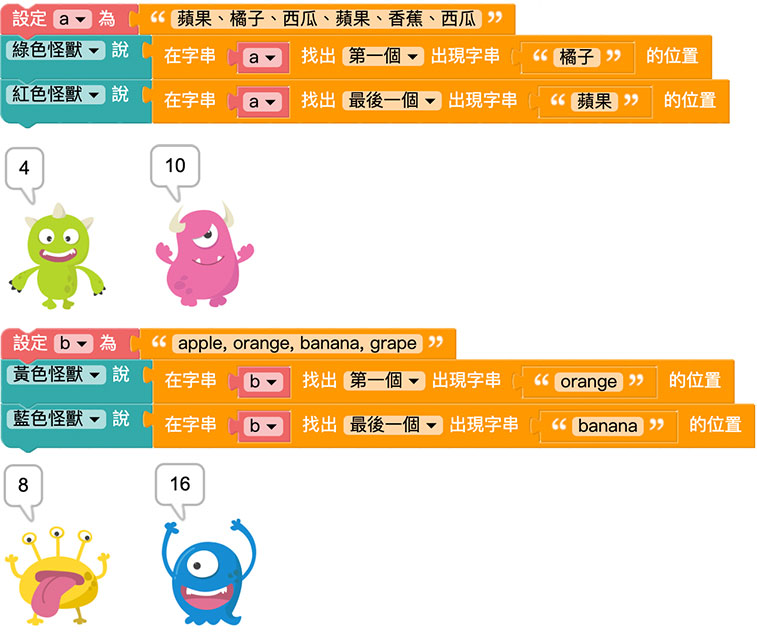 設定 a 為 “ 蘋果、橘子、西瓜、蘋果、香蕉、西瓜 ”
綠色怪獸 說 在字串 a 找出 第一個 出現字串 “ 橘子 ” 的位置
紅色怪獸 說 在字串 a 找出 最後一個 出現字串 “ 蘋果 ” 的位置
4
10
設定 b 為 “ apple, orange, banana, grape ”
黃色怪獸 說 在字串 b 找出 第一個 出現字串 “ orange ” 的位置
藍色怪獸 說 在字串 b 找出 最後一個 出現字串 “ banana ” 的位置
8
16